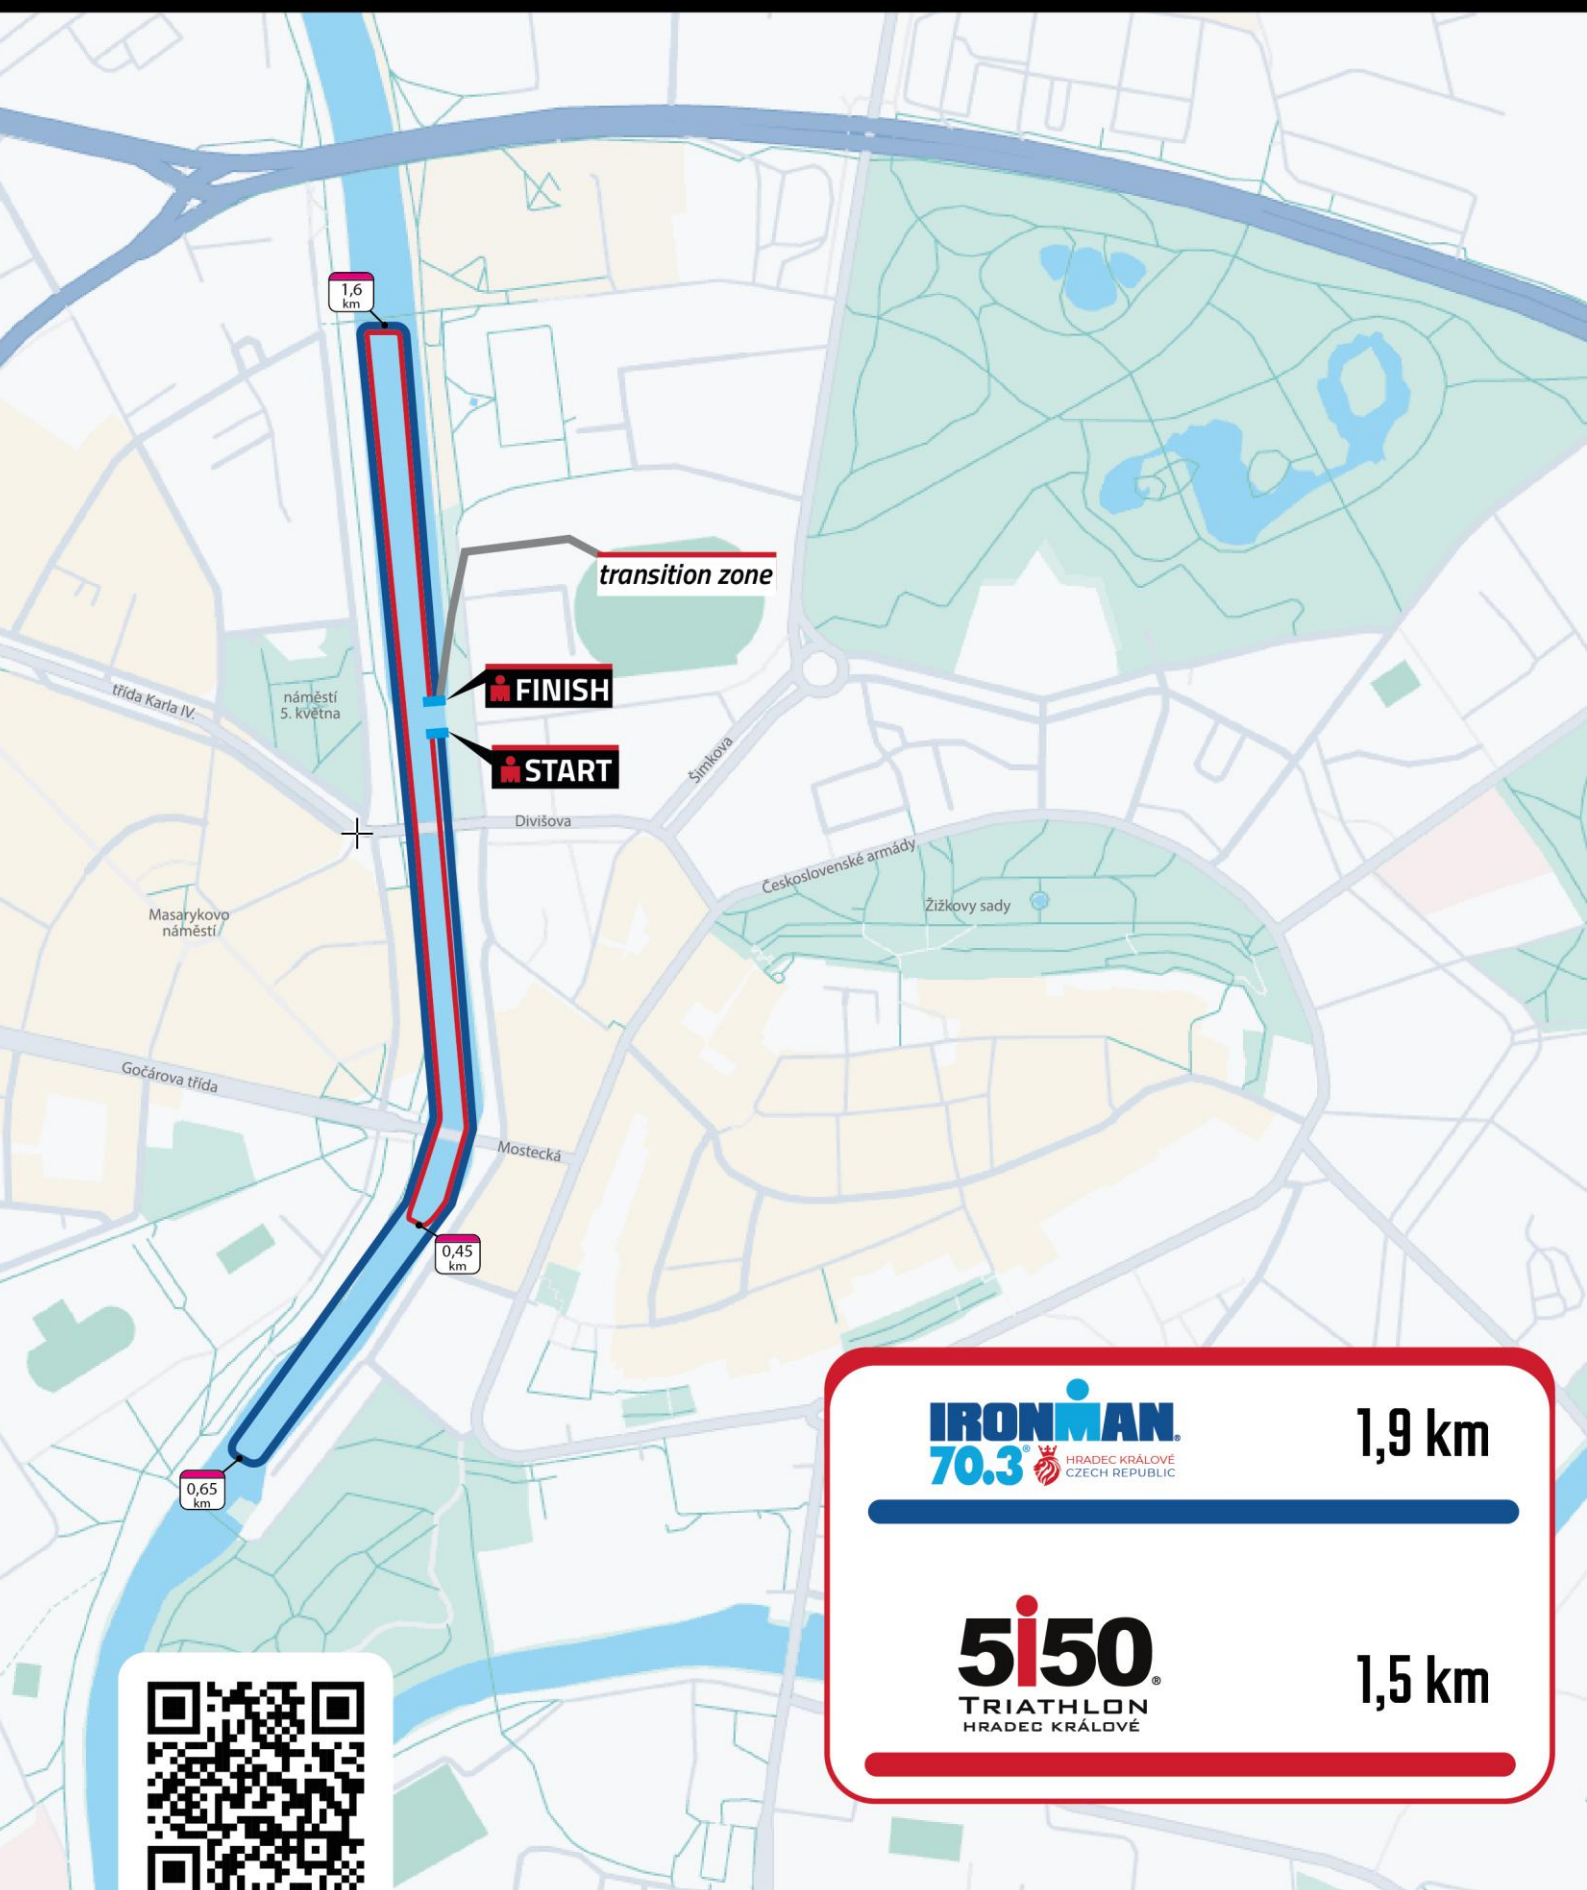 1,6
km
transition zone
FINISH
třída Karla IV.
náměstí
5. května
START
Šimkova
Divišova
Československé armády
Žižkovy sady
Masarykovo
náměstí
Gočárova třída
Mostecká
0,45
km
0,65
km
IRONMAN®
70.3®
HRADEC KRÁLOVÉ
CZECH REPUBLIC
1,9 km
5i50®
TRIATHLON
HRADEC KRÁLOVÉ
1,5 km